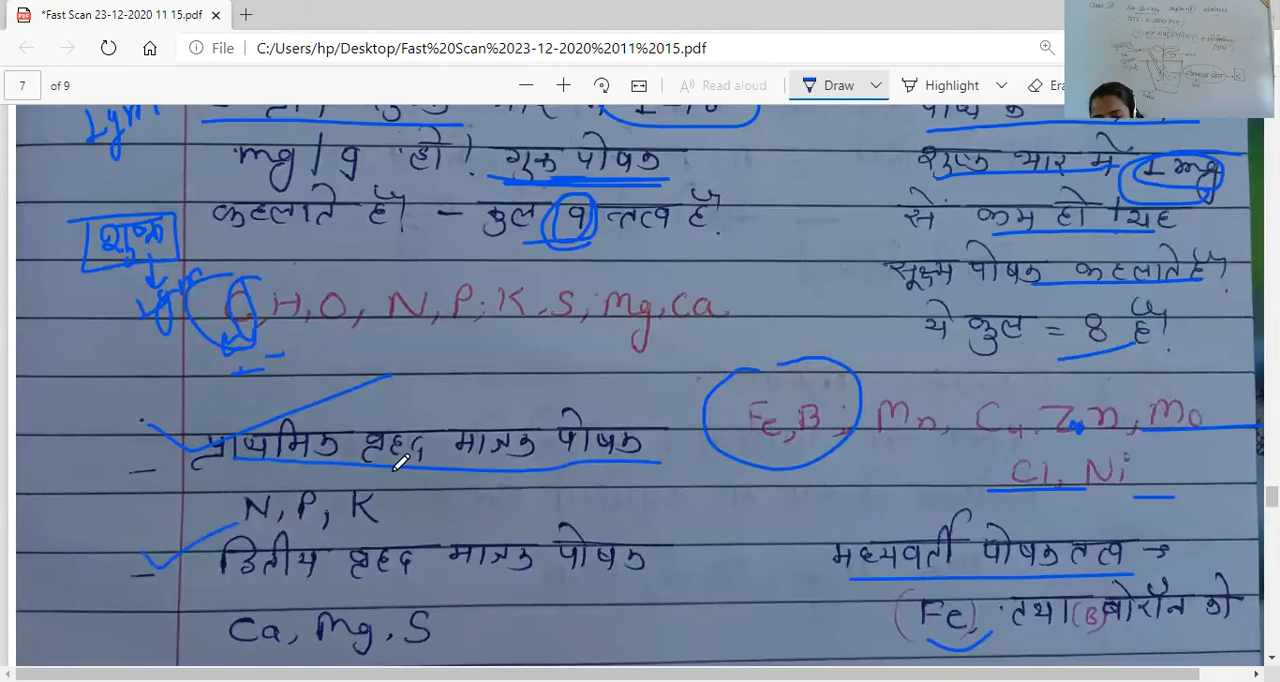 *Fast Scan 23-12-2020 11 15.pdf
File C:/Users/hp/Desktop/Fast%20Scan%2023-12-2020%2011%2015.pdf
7 of 9
Read aloud Draw Highlight
mg/g हो। गुरु पोषक
कहलाते हैं। - कुल 9 तत्व हैं।
शुष्क
C, H, O, N, P, K, S, Mg, Ca.
प्राथमिक वृहद मात्रक पोषक
N, P, K
द्वितीय वृहद मात्रक पोषक
Ca, Mg, S
शुष्क भार में 1 mg
से कम हो। यह
सूक्ष्म पोषक कहलाते हैं।
ये कुल = 8 हैं।
Fe, B, Mn, Cu, Zn, Mo
Cl, Ni
मध्यवर्ती पोषक तत्व →
(Fe), तथा (B) बोरॉन को